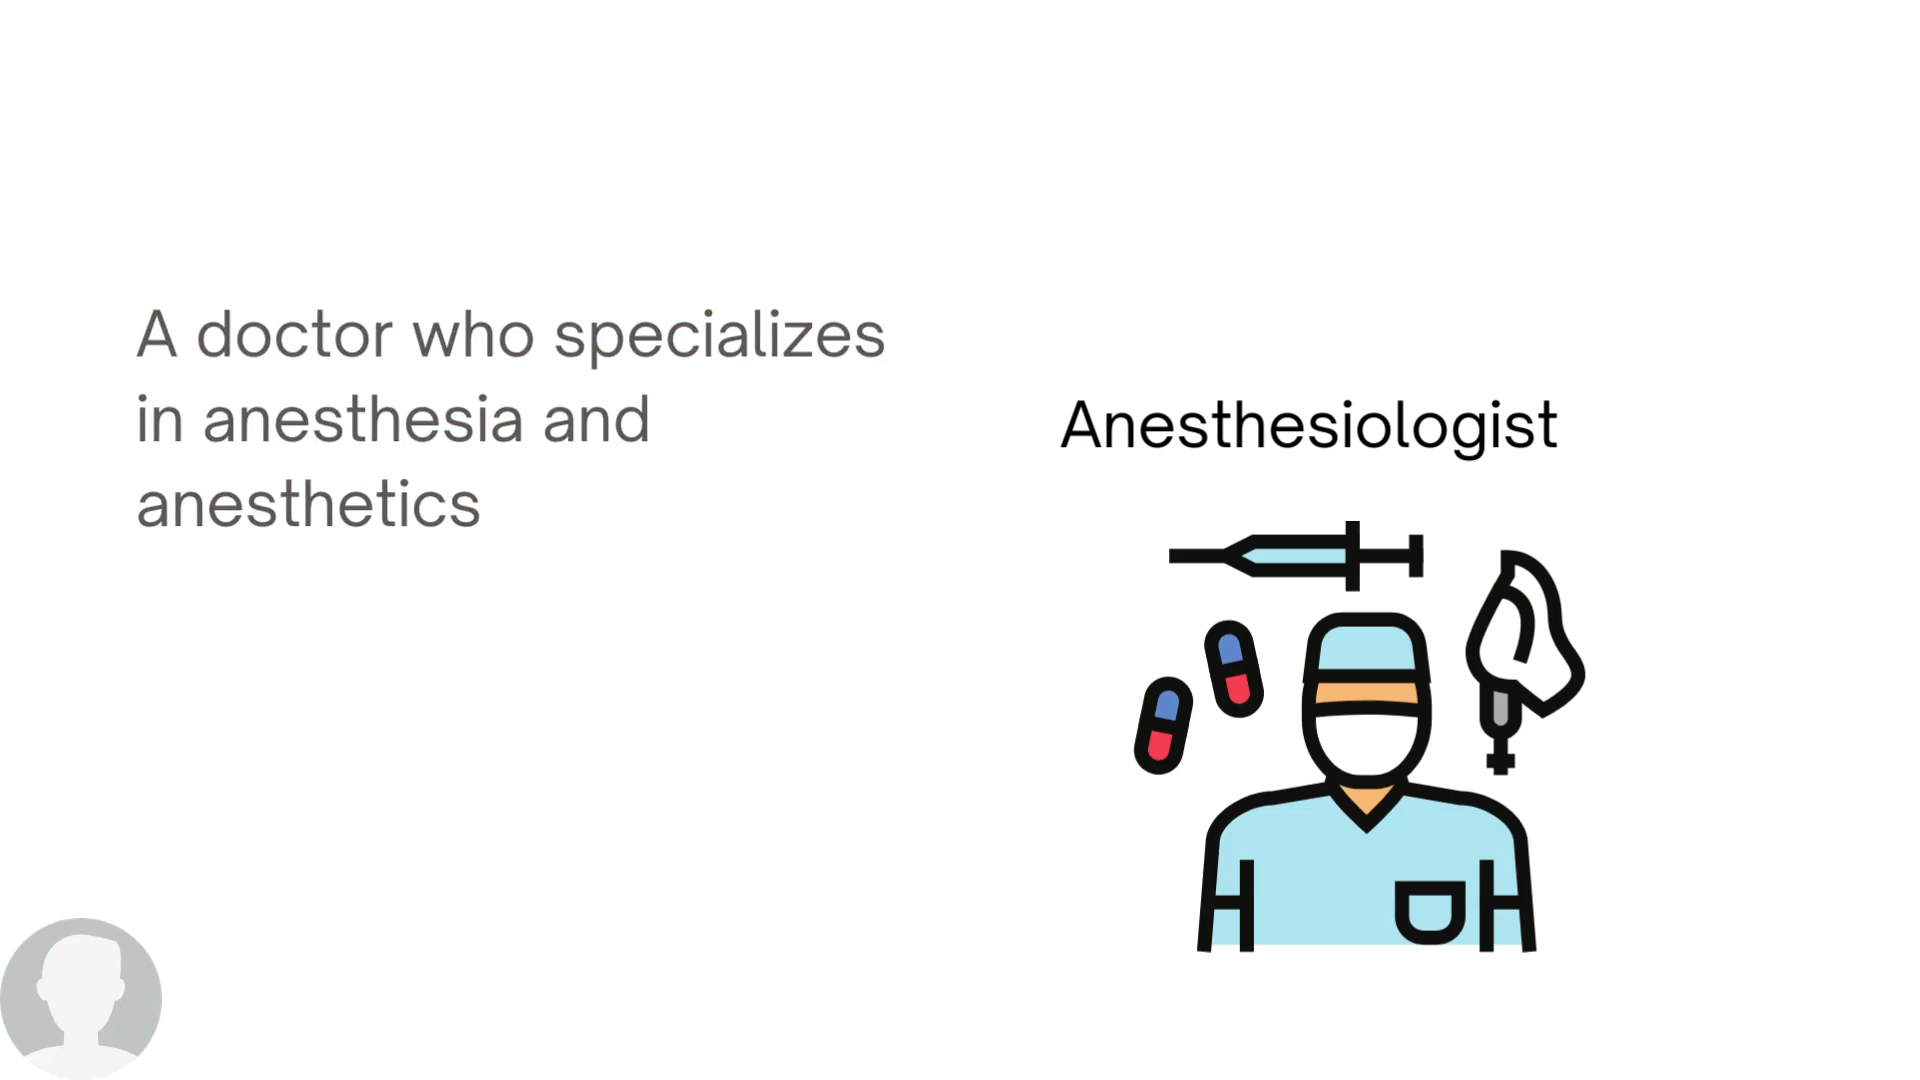 A doctor who specializes
in anesthesia and
anesthetics
Anesthesiologist